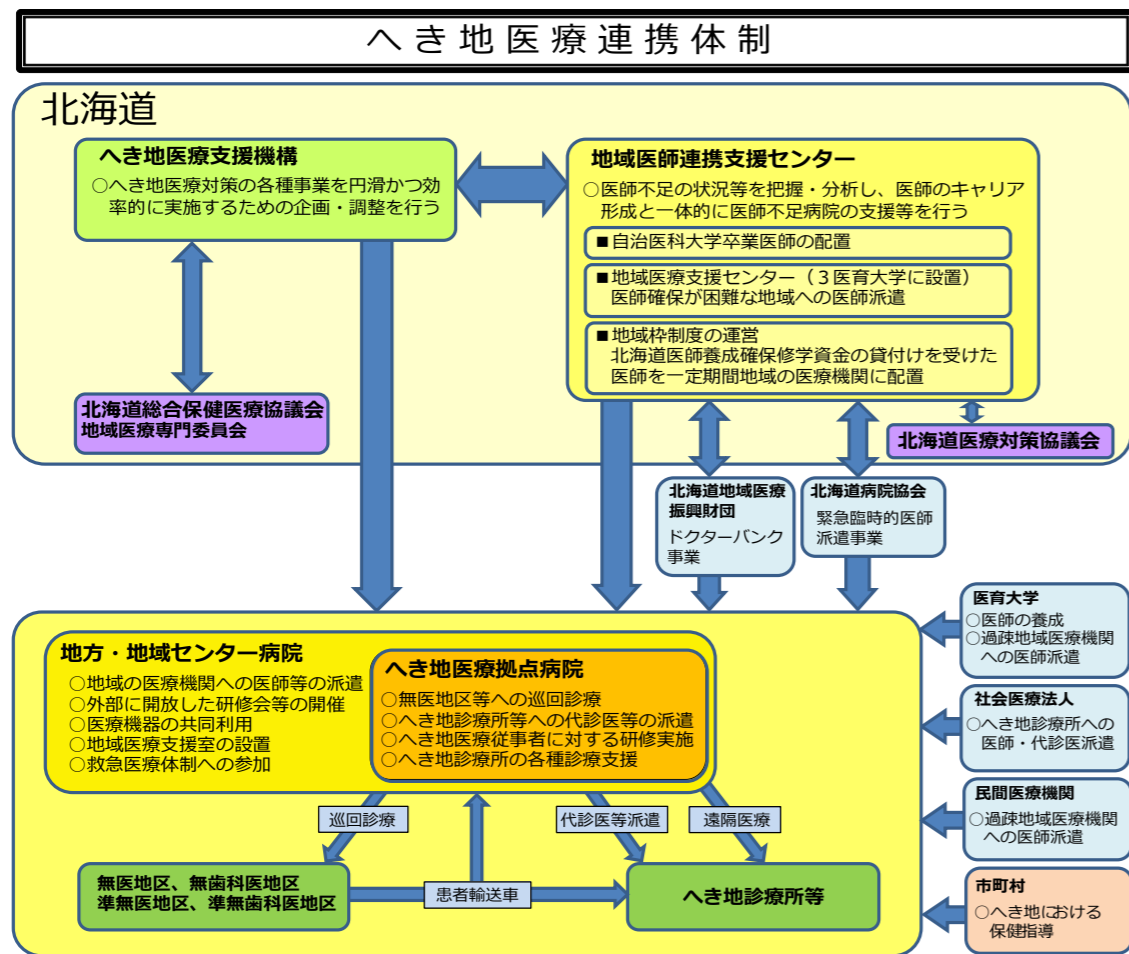 へき地医療連携体制
北海道
へき地医療支援機構
○へき地医療対策の各種事業を円滑かつ効
率的に実施するための企画・調整を行う
地域医師連携支援センター
○医師不足の状況等を把握・分析し、医師のキャリア
形成と一体的に医師不足病院の支援等を行う
■自治医科大学卒業医師の配置
■地域医療支援センター（３医育大学に設置）
医師確保が困難な地域への医師派遣
■地域枠制度の運営
北海道医師養成確保修学資金の貸付けを受けた
医師を一定期間地域の医療機関に配置
北海道総合保健医療協議会
地域医療専門委員会
北海道医療対策協議会
北海道地域医療
振興財団
ドクターバンク
事業
北海道病院協会
緊急臨時的医師
派遣事業
地方・地域センター病院
○地域の医療機関への医師等の派遣
○外部に開放した研修会等の開催
○医療機器の共同利用
○地域医療支援室の設置
○救急医療体制への参加
へき地医療拠点病院
○無医地区等への巡回診療
○へき地診療所等への代診医等の派遣
○へき地医療従事者に対する研修実施
○へき地診療所の各種診療支援
巡回診療
代診医等派遣
遠隔医療
無医地区、無歯科医地区
準無医地区、準無歯科医地区
患者輸送車
へき地診療所等
医育大学
○医師の養成
○過疎地域医療機関
への医師派遣
社会医療法人
○へき地診療所への
医師・代診医派遣
民間医療機関
○過疎地域医療機関
への医師派遣
市町村
○へき地における
保健指導